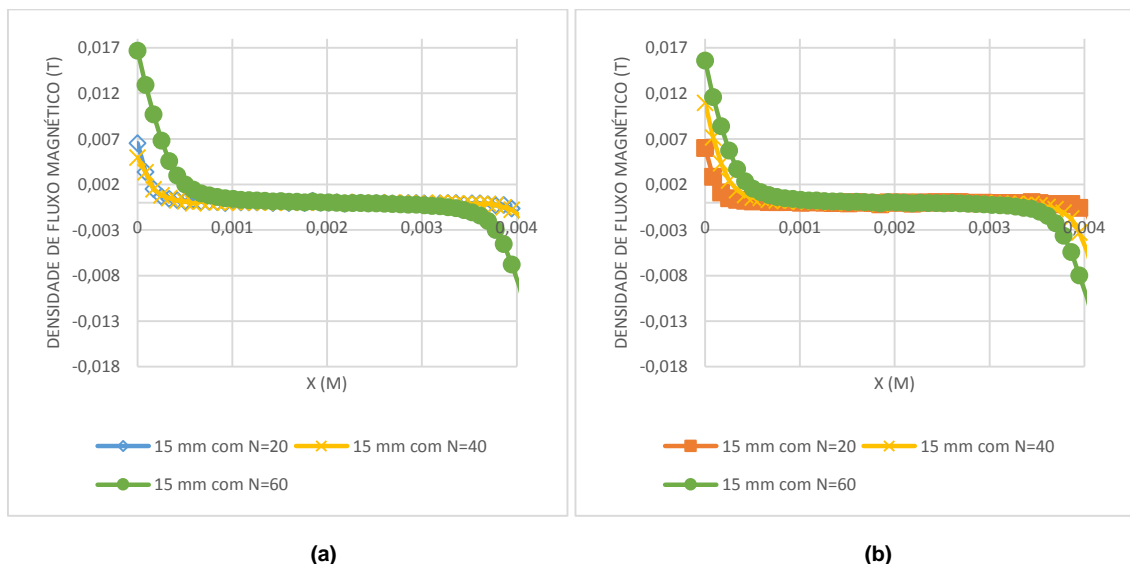 DENSIDADE DE FLUXO MAGNÉTICO (T)
0,017
0,012
0,007
0,002
-0,003
-0,008
-0,013
-0,018
0 0,001 0,002 0,003 0,004
X (M)
15 mm com N=20 15 mm com N=40
15 mm com N=60
(a)
DENSIDADE DE FLUXO MAGNÉTICO (T)
0,017
0,012
0,007
0,002
-0,003
-0,008
-0,013
-0,018
0 0,001 0,002 0,003 0,004
X (M)
15 mm com N=20 15 mm com N=40
15 mm com N=60
(b)